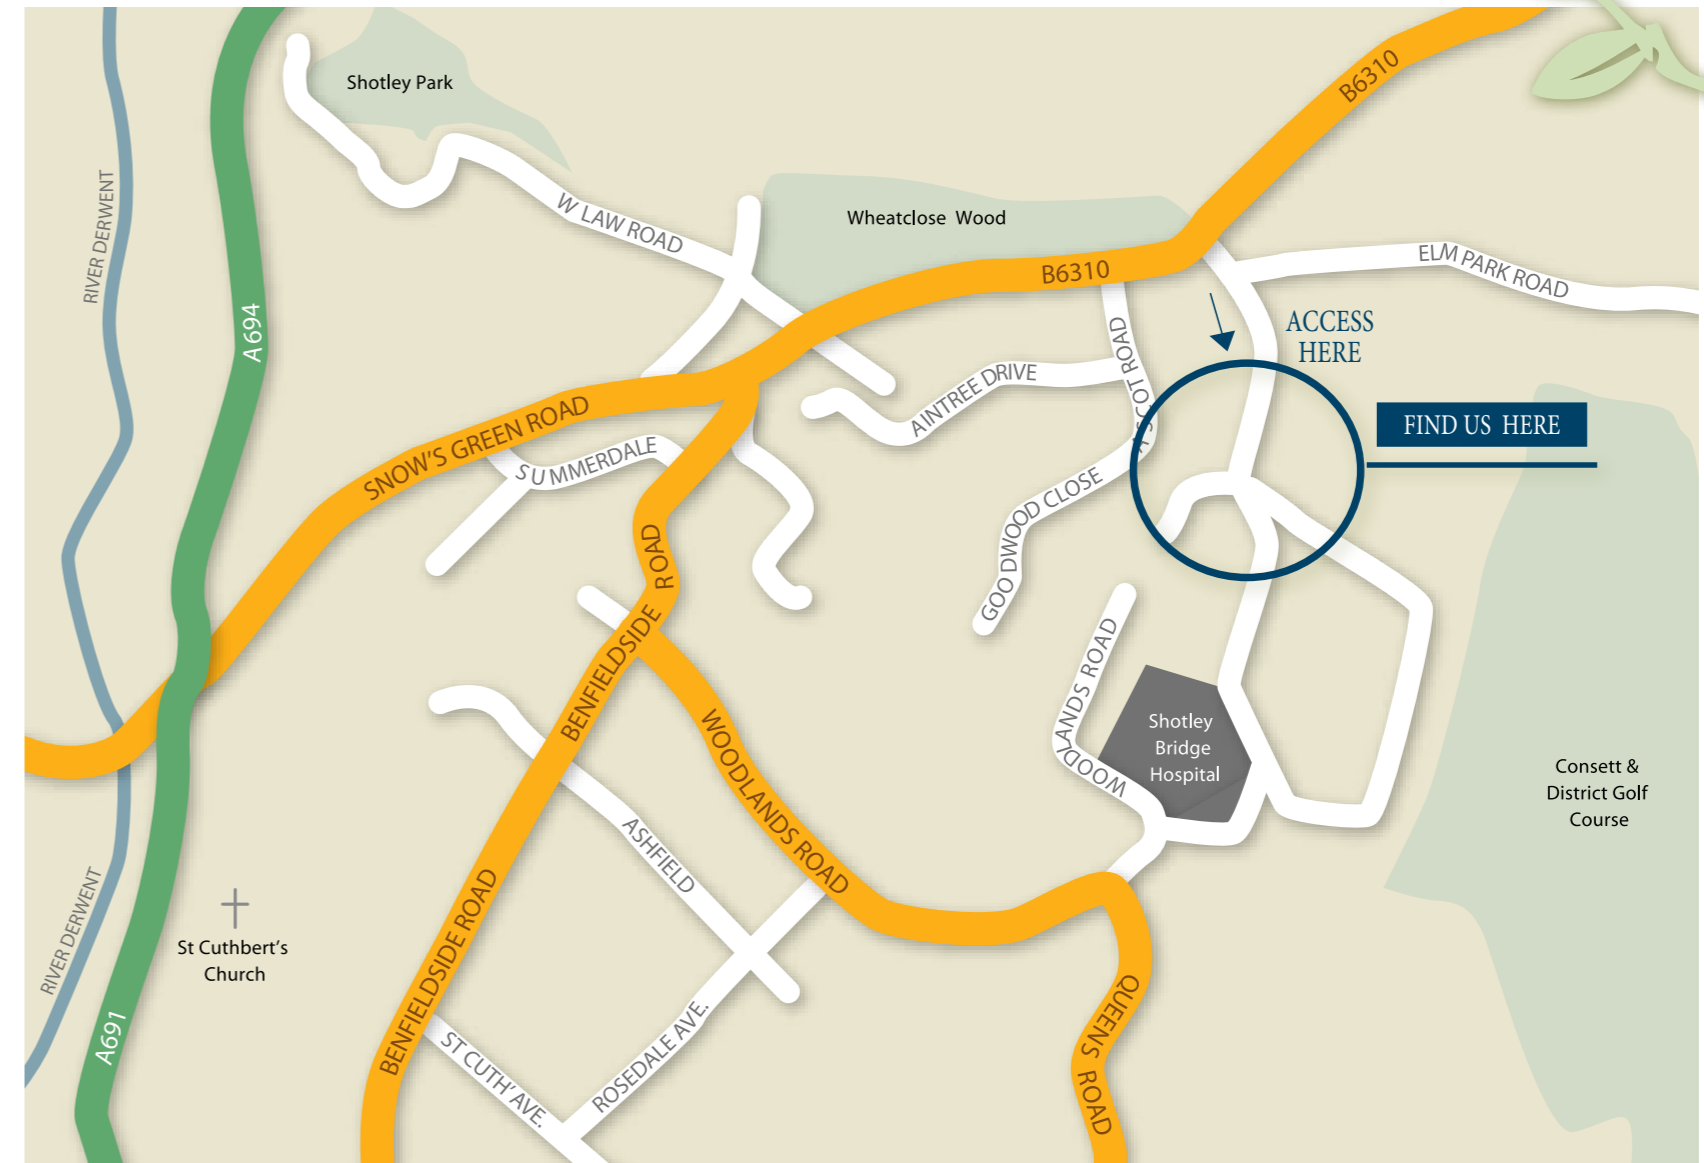 Shotley Park
B6310
RIVER DERWENT
W LAW ROAD
Wheatclose Wood
B6310
ELM PARK ROAD
A694
ACCESS
HERE
ASCOT ROAD
AINTREE DRIVE
SNOW'S GREEN ROAD
FIND US HERE
SUMMERDALE
GOODWOOD CLOSE
BENFIELDSIDE ROAD
WOODLANDS ROAD
WOODLANDS ROAD
Shotley
Bridge
Hospital
Consett &
District Golf
Course
ASHFIELD
BENFIELDSIDE ROAD
RIVER DERWENT
St Cuthbert's
Church
A691
QUEENS ROAD
ST CUTH' AVE.
ROSEDALE AVE.